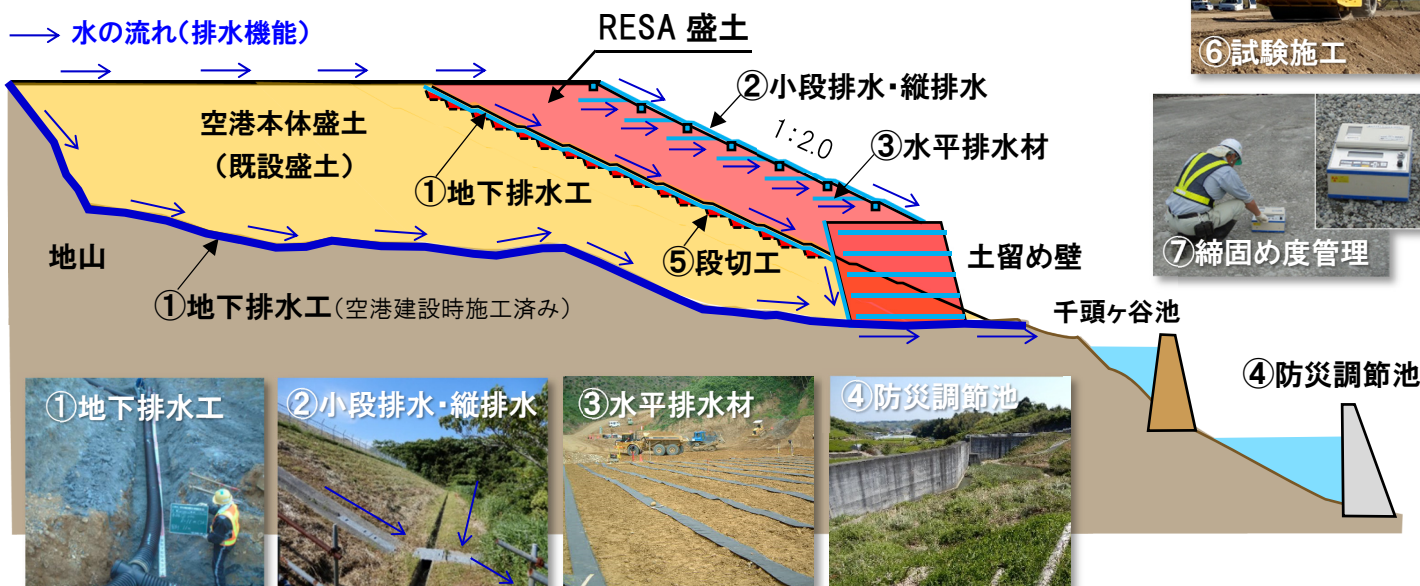 水の流れ(排水機能)
RESA 盛土
⑥試験施工
②小段排水・縦排水
1:2.0
③水平排水材
空港本体盛土
(既設盛土)
①地下排水工
⑤段切工
土留め壁
⑦締固め度管理
地山
①地下排水工(空港建設時施工済み)
千頭ヶ谷池
④防災調節池
①地下排水工
②小段排水・縦排水
③水平排水材
④防災調節池